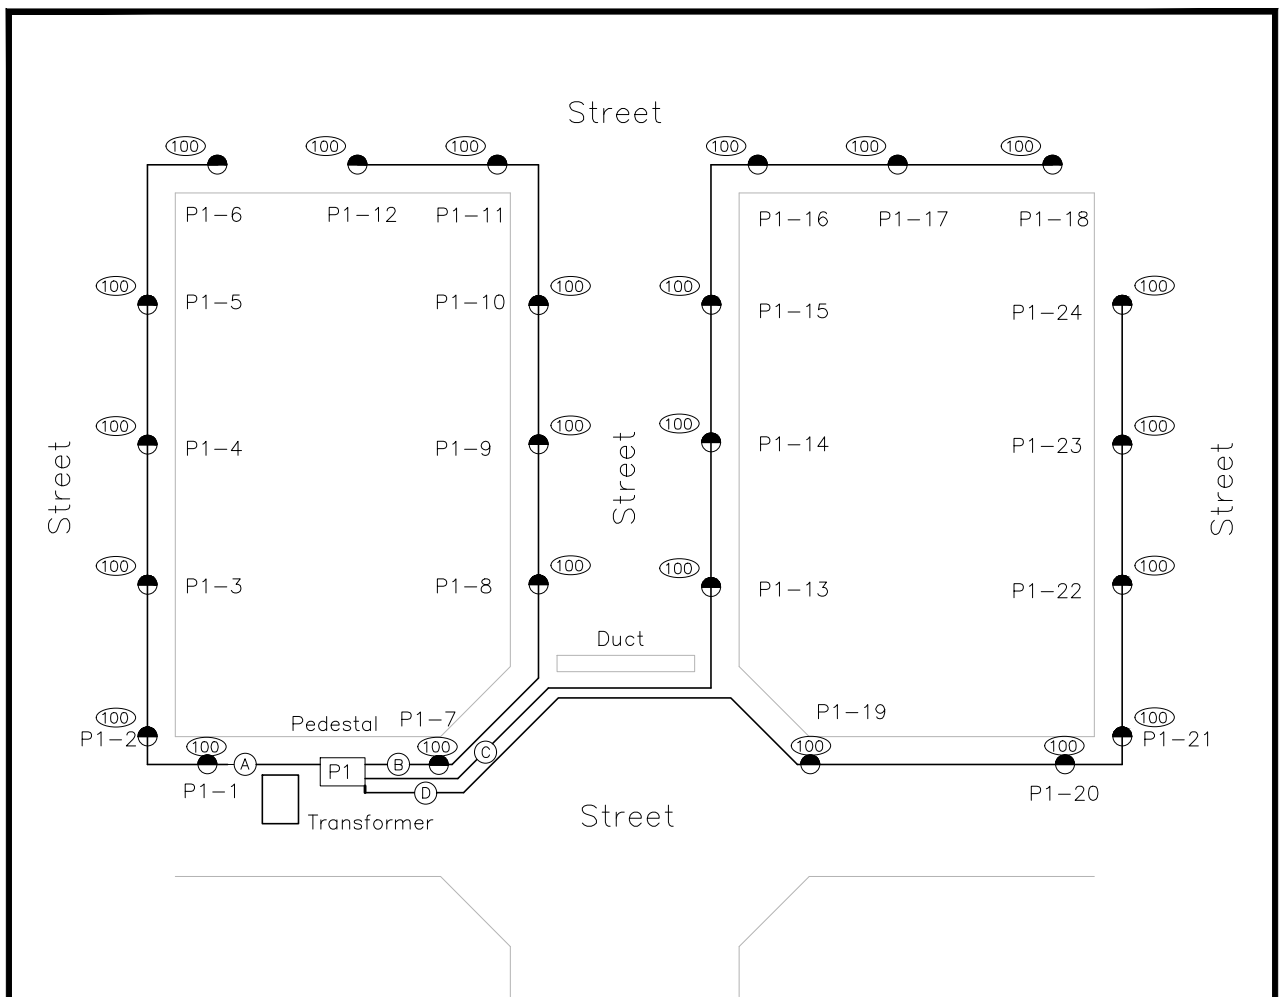 Street
100 100 100 100 100 100
P1-6 P1-12 P1-11 P1-16 P1-17 P1-18
100 100 100 100
P1-5 P1-10 P1-15 P1-24
100 100 100 100
P1-4 P1-9 P1-14 P1-23
Street Street Street
100 100 100 100
P1-3 P1-8 P1-13 P1-22
Duct
100 P1-7 P1-19 100
P1-2 Pedestal P1-21
100 100 C 100 100
A P1 B
P1-1 D P1-20
Transformer Street